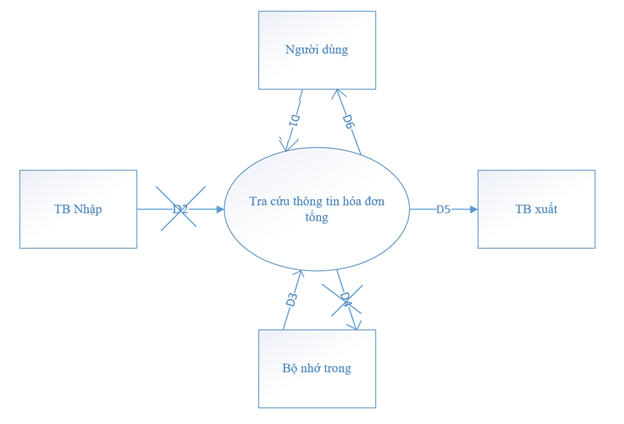 Người dùng
D1
D6
TB Nhập
D2
Tra cứu thông tin hóa đơn
tổng
D5
TB xuất
D3
D4
Bộ nhớ trong